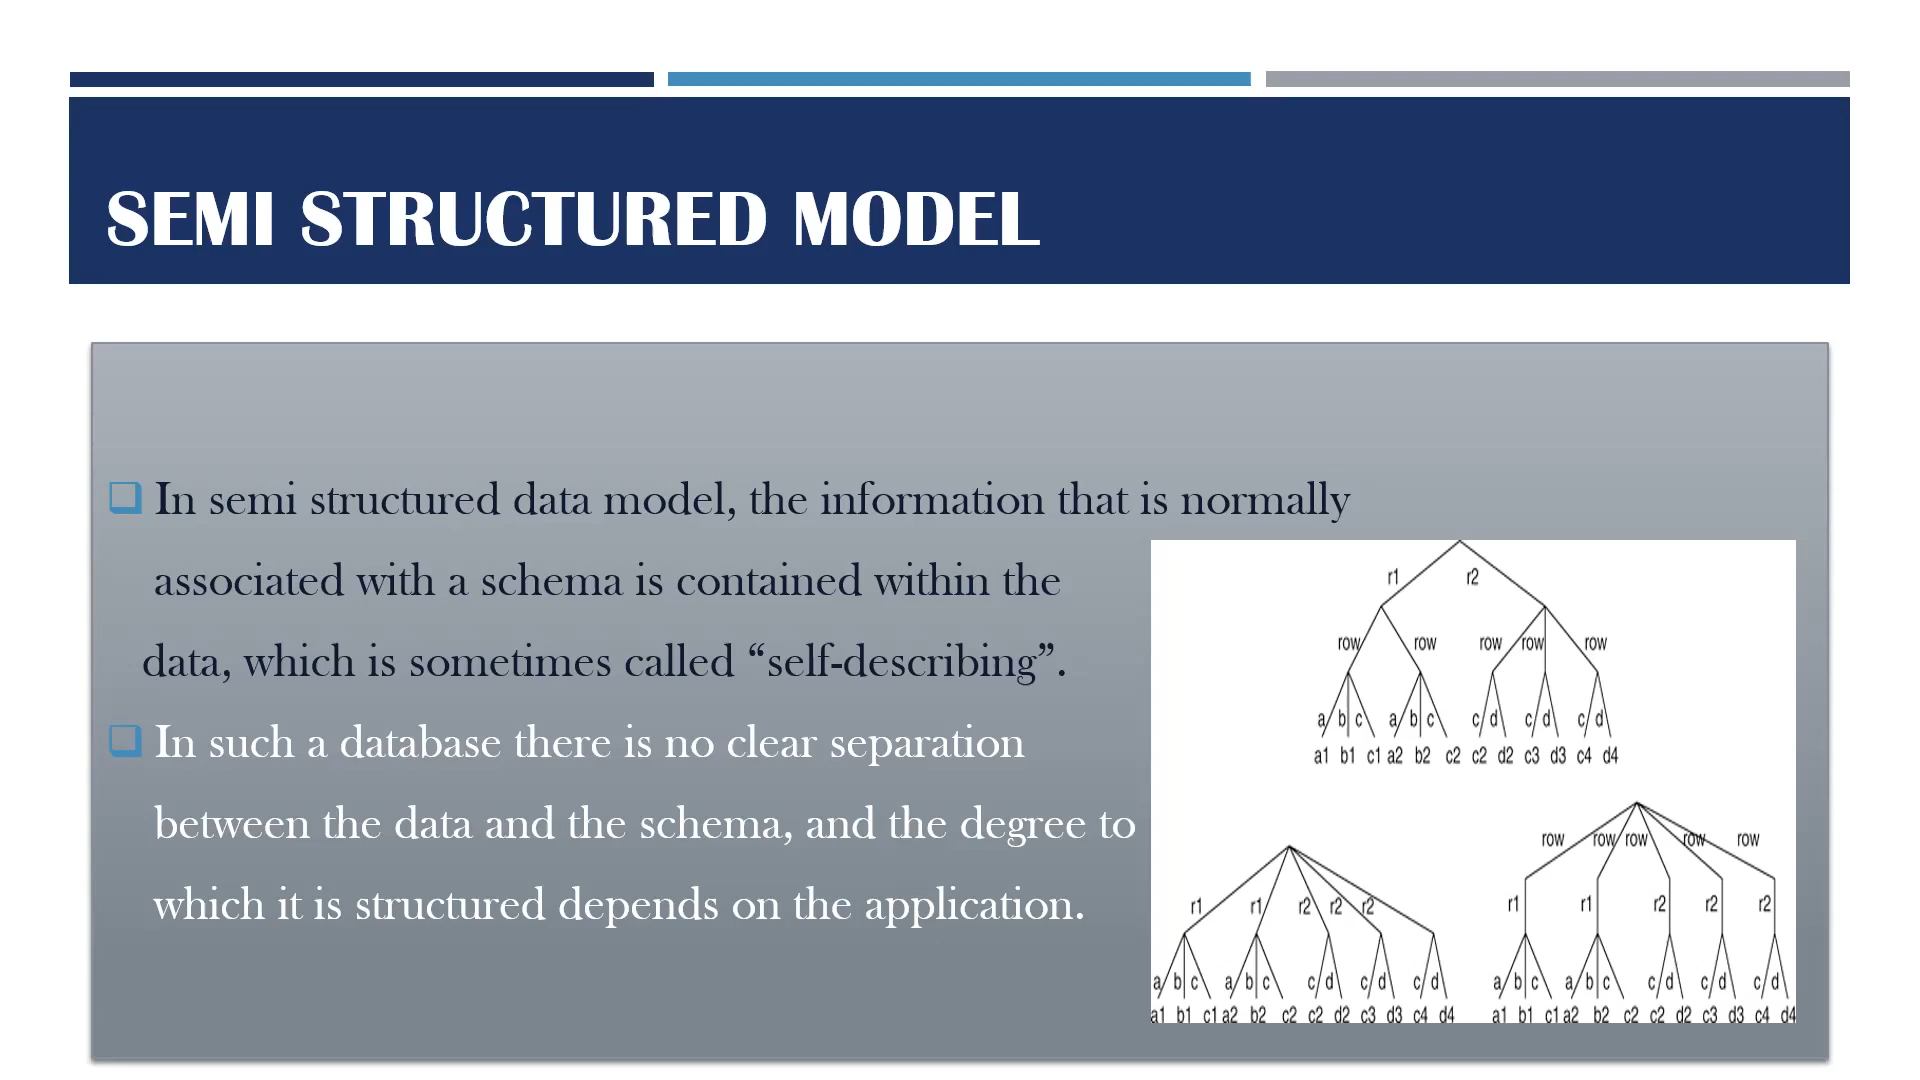 SEMI STRUCTURED MODEL
In semi structured data model, the information that is normally
associated with a schema is contained within the
data, which is sometimes called “self-describing”.
In such a database there is no clear separation
between the data and the schema, and the degree to
which it is structured depends on the application.
r1 r2
row row row row row
a b c a b c c d c d c d
a1 b1 c1 a2 b2 c2 c2 d2 c3 d3 c4 d4
r1 r1 r2 r2 r2
a b c a b c c d c d c d
a1 b1 c1 a2 b2 c2 c2 d2 c3 d3 c4 d4
row row row row row
r1 r1 r2 r2 r2
a b c a b c c d c d c d
a1 b1 c1 a2 b2 c2 c2 d2 c3 d3 c4 d4